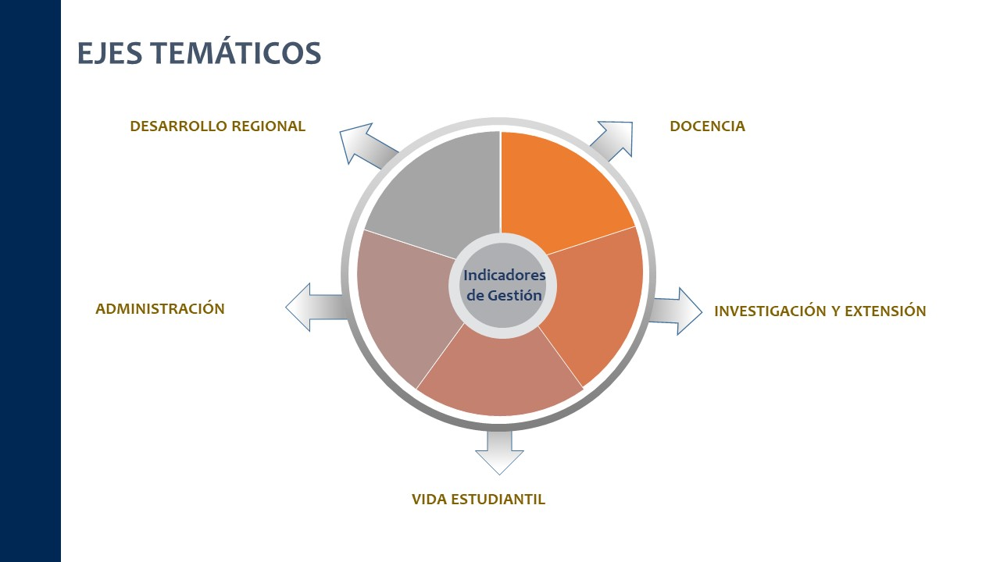 EJES TEMÁTICOS
DESARROLLO REGIONAL
DOCENCIA
Indicadores
de Gestión
ADMINISTRACIÓN
INVESTIGACIÓN Y EXTENSIÓN
VIDA ESTUDIANTIL